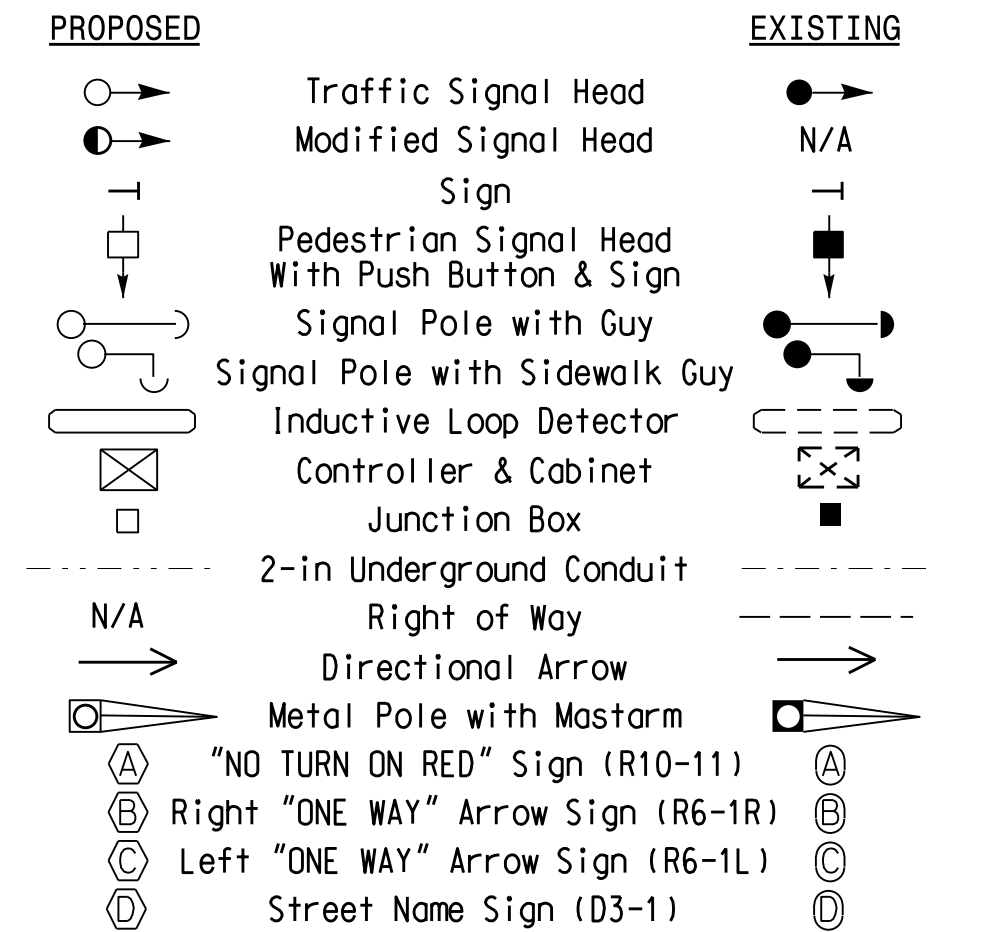 PROPOSED EXISTING
Traffic Signal Head
Modified Signal Head N/A
Sign
Pedestrian Signal Head
With Push Button & Sign
Signal Pole with Guy
Signal Pole with Sidewalk Guy
Inductive Loop Detector
Controller & Cabinet
Junction Box
2-in Underground Conduit
N/A Right of Way
Directional Arrow
Metal Pole with Mastarm
A "NO TURN ON RED" Sign (R10-11) A
B Right "ONE WAY" Arrow Sign (R6-1R) B
C Left "ONE WAY" Arrow Sign (R6-1L) C
D Street Name Sign (D3-1) D